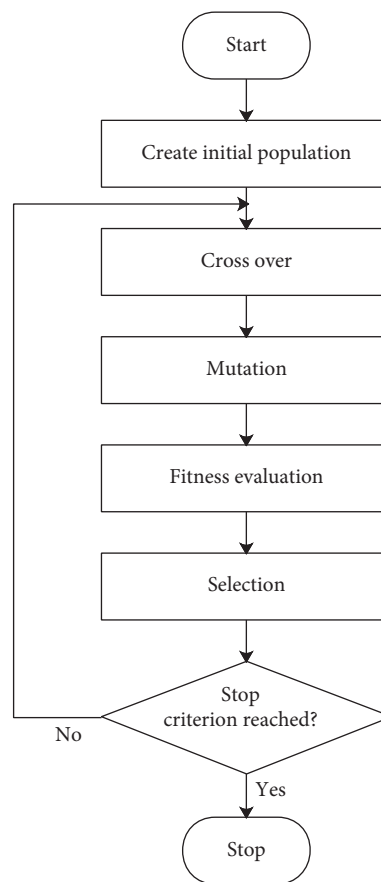 Start
Create initial population
Cross over
Mutation
Fitness evaluation
Selection
Stop
criterion reached?
No
Yes
Stop